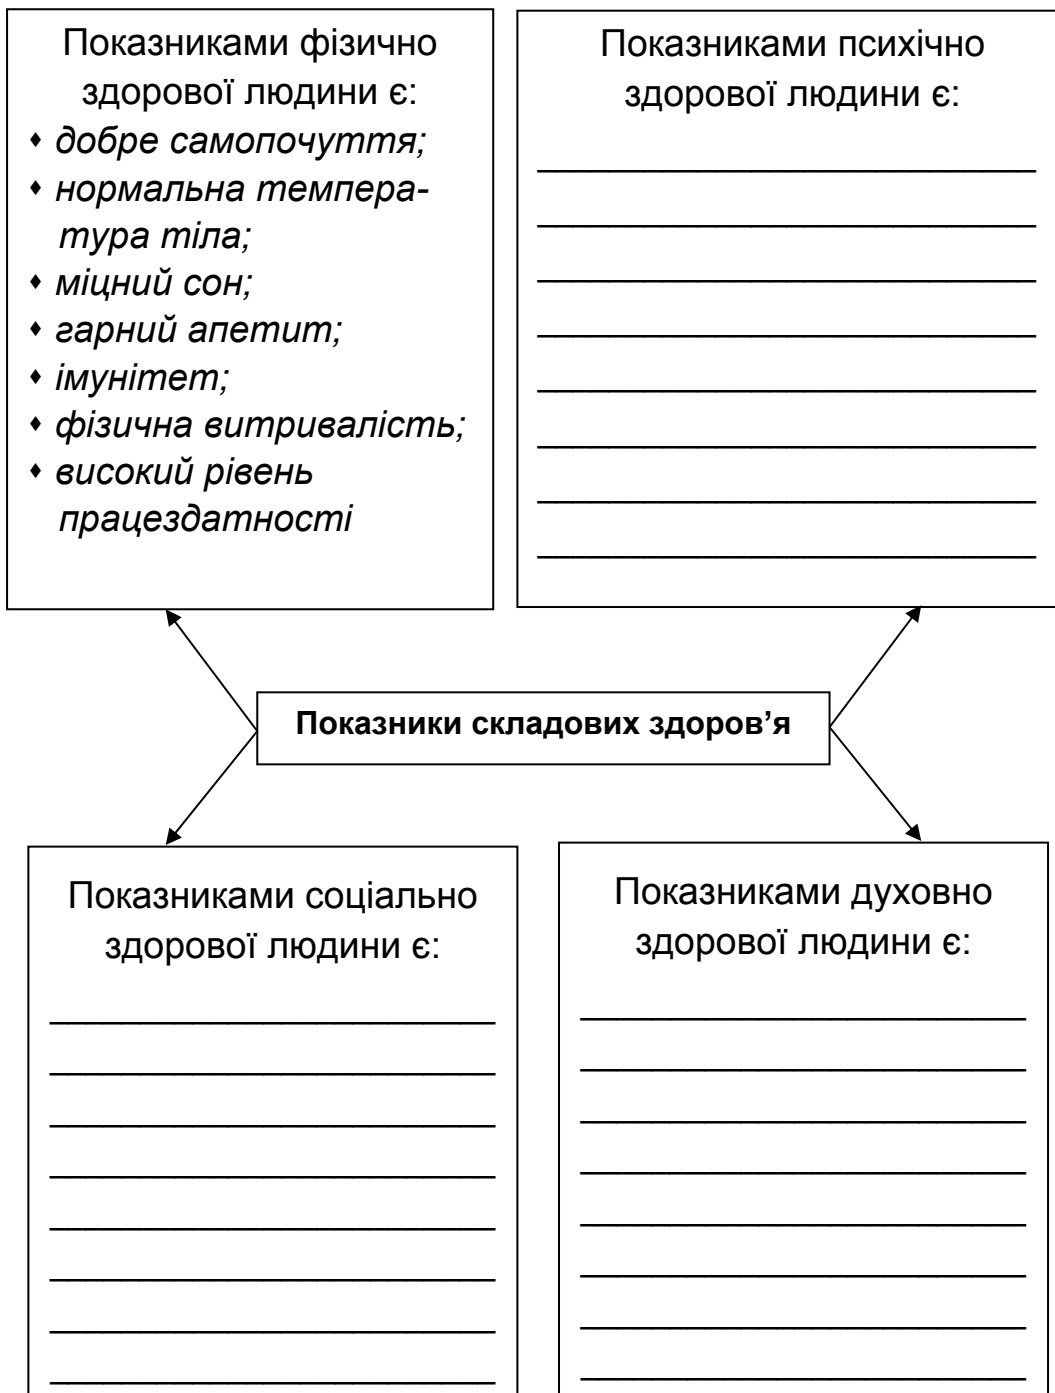 Показниками фізично
здорової людини є:
♦ добре самопочуття;
♦ нормальна темпера-
тура тіла;
♦ міцний сон;
♦ гарний апетит;
♦ імунітет;
♦ фізична витривалість;
♦ високий рівень
працездатності
Показниками психічно
здорової людини є:
Показники складових здоров’я
Показниками соціально
здорової людини є:
Показниками духовно
здорової людини є: